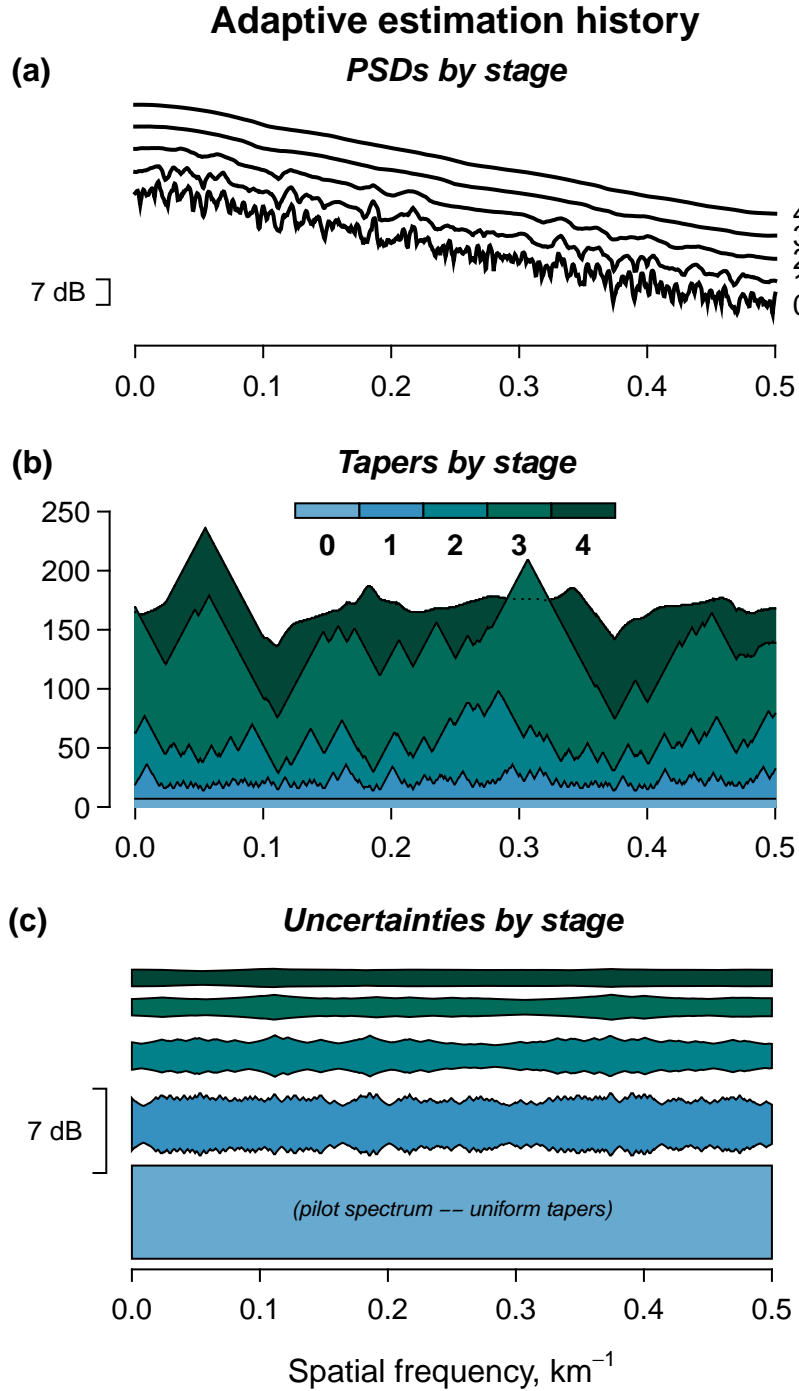 Adaptive estimation history
(a) PSDs by stage
4
3
2
0
7 dB
0.0 0.1 0.2 0.3 0.4 0.5
(b) Tapers by stage
250
200
150
100
50
0
0 1 2 3 4
0.0 0.1 0.2 0.3 0.4 0.5
(c) Uncertainties by stage
7 dB
(pilot spectrum −− uniform tapers)
0.0 0.1 0.2 0.3 0.4 0.5
Spatial frequency, km⁻¹